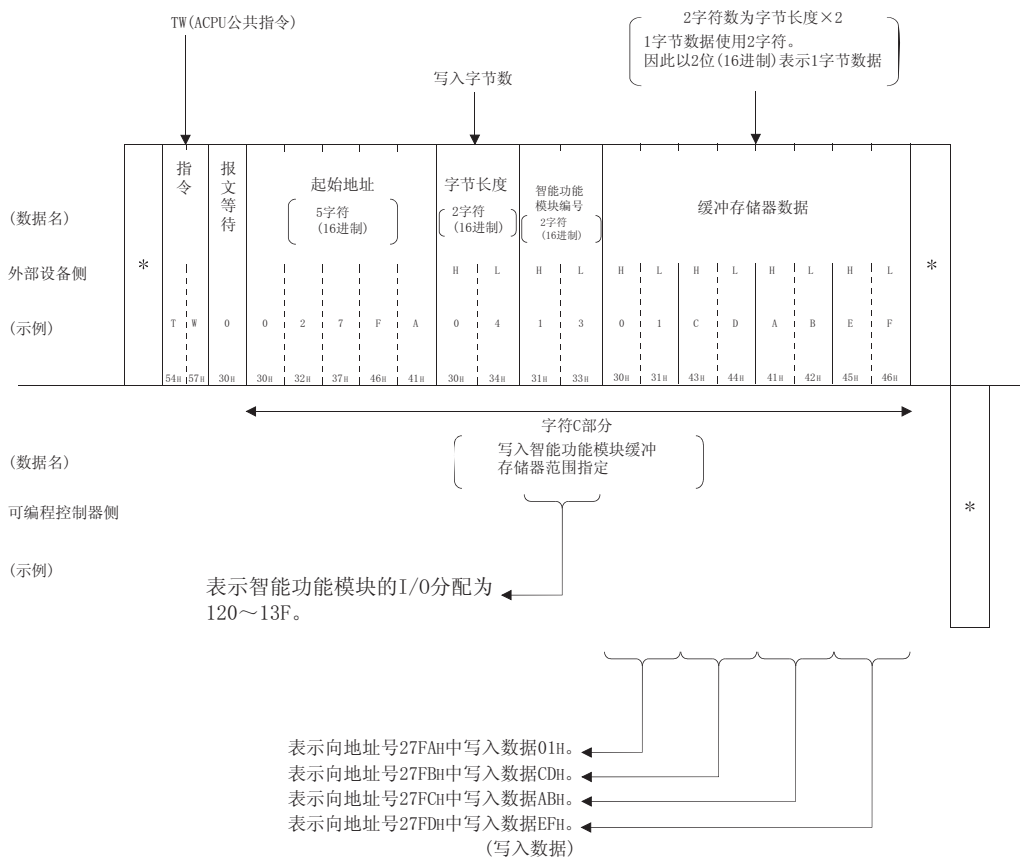 TW(ACPU公共指令)
2字符数为字节长度×2
1字节数据使用2字符。
因此以2位(16进制)表示1字节数据
写入字节数
指令
报文等待
起始地址
5字符
(16进制)
字节长度
2字符
(16进制)
智能功能
模块编号
2字符
(16进制)
缓冲存储器数据
(数据名)
外部设备侧
* H L H L H L H L H L H L *
(示例)
T W 0 0 2 7 F A 0 4 1 3 0 1 C D A B E F
54H 57H 30H 30H 32H 37H 46H 41H 30H 34H 31H 33H 30H 31H 43H 44H 41H 42H 45H 46H
字符C部分
写入智能功能模块缓冲
存储器范围指定
(数据名)
可编程控制器侧
*
(示例)
表示智能功能模块的I/O分配为
120～13F。
表示向地址号27FAH中写入数据01H。
表示向地址号27FBH中写入数据CDH。
表示向地址号27FCH中写入数据ABH。
表示向地址号27FDH中写入数据EFH。
(写入数据)